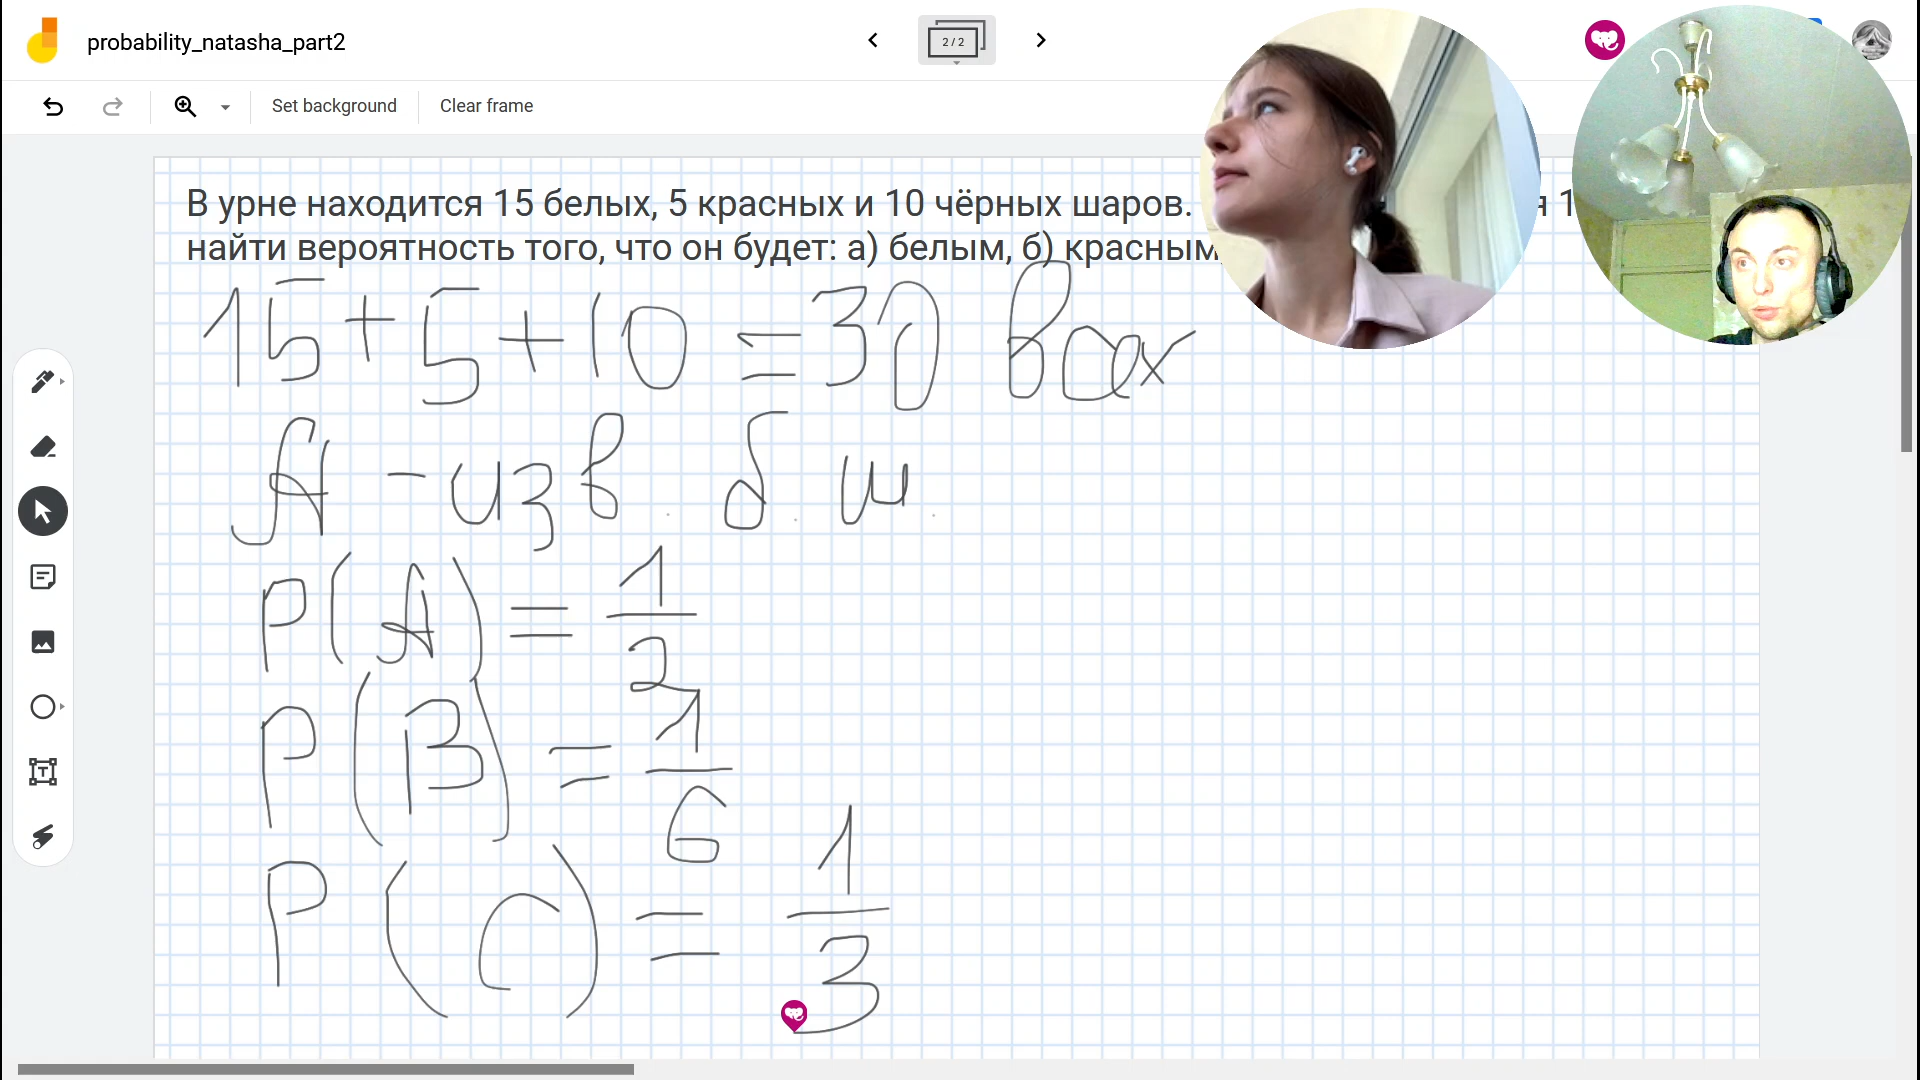 probability_natasha_part2
2/2
Set background
Clear frame
В урне находится 15 белых, 5 красных и 10 чёрных шаров. я 1
найти вероятность того, что он будет: а) белым, б) красным,
15+5+10=30 всех
А - изв. б. ш.
P(A)=1/2
P(B)=1/6
P(C)=1/3